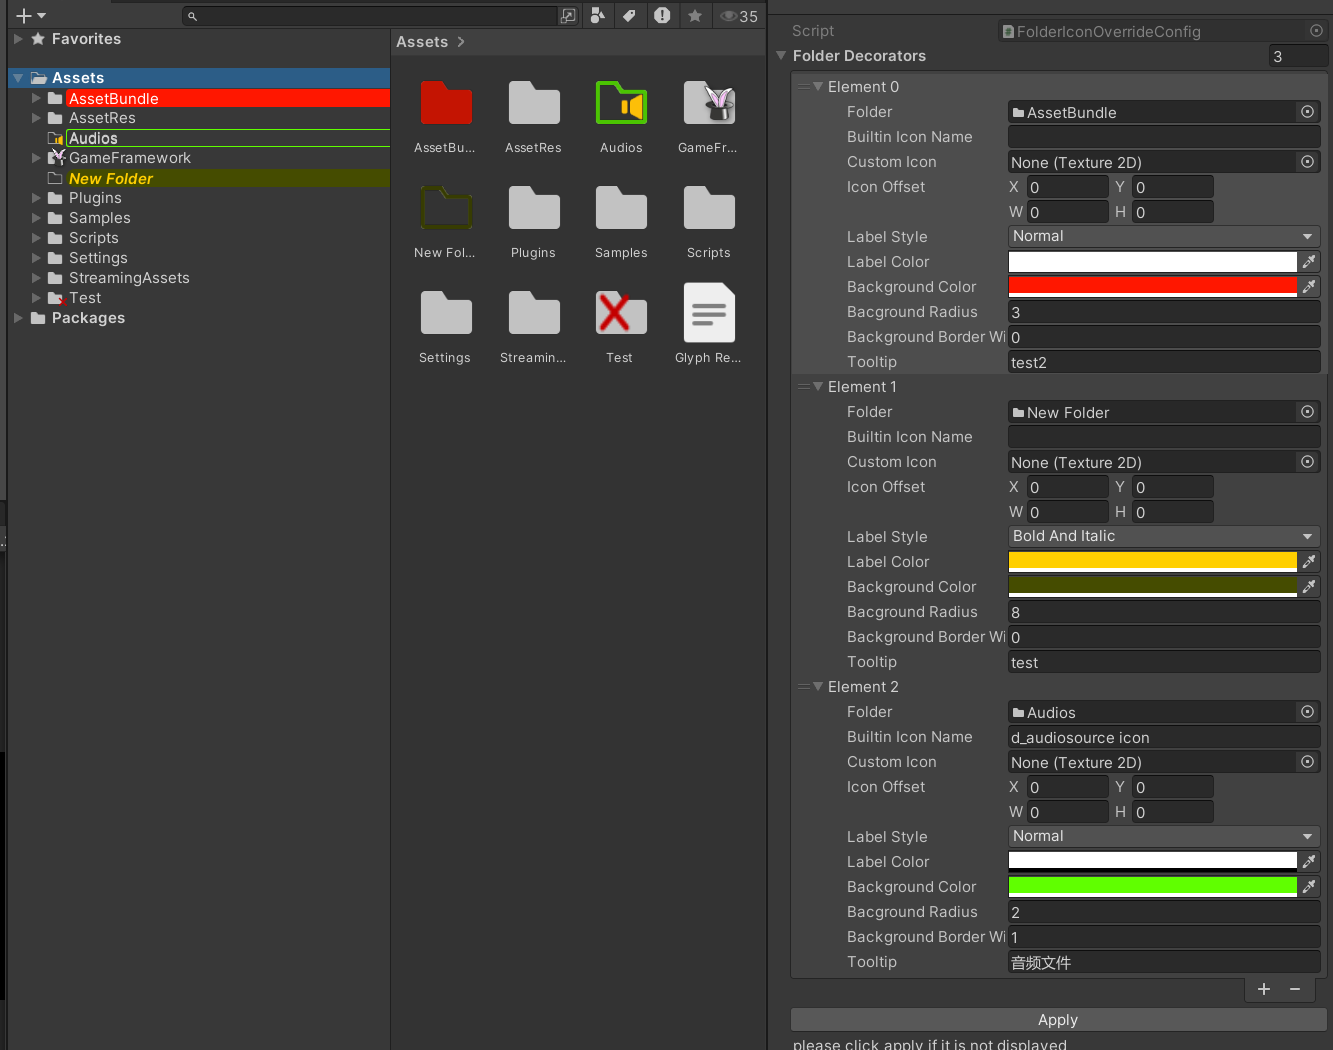 35
Favorites
Assets
AssetBundle
AssetRes
Audios
GameFramework
New Folder
Plugins
Samples
Scripts
Settings
StreamingAssets
Test
Packages
Assets
AssetBu...
AssetRes
Audios
GameFr...
New Fol...
Plugins
Samples
Scripts
Settings
Streamin...
Test
Glyph Re...
Script
FolderIconOverrideConfig
Folder Decorators
3
Element 0
Folder
AssetBundle
Builtin Icon Name
Custom Icon
None (Texture 2D)
Icon Offset
X 0 Y 0
W 0 H 0
Label Style
Normal
Label Color
Background Color
Bacground Radius
3
Background Border Wi
0
Tooltip
test2
Element 1
Folder
New Folder
Builtin Icon Name
Custom Icon
None (Texture 2D)
Icon Offset
X 0 Y 0
W 0 H 0
Label Style
Bold And Italic
Label Color
Background Color
Bacground Radius
8
Background Border Wi
0
Tooltip
test
Element 2
Folder
Audios
Builtin Icon Name
d_audiosource icon
Custom Icon
None (Texture 2D)
Icon Offset
X 0 Y 0
W 0 H 0
Label Style
Normal
Label Color
Background Color
Bacground Radius
2
Background Border Wi
1
Tooltip
音频文件
Apply
please click apply if it is not displayed